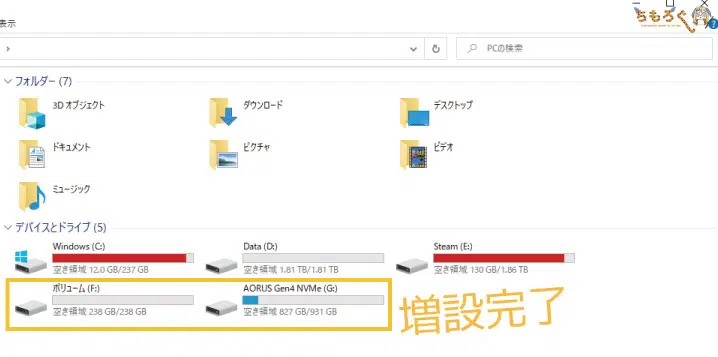 ちもろぐ
表示
PCの検索
フォルダー (7)
3D オブジェクト
ダウンロード
デスクトップ
ドキュメント
ピクチャ
ビデオ
ミュージック
デバイスとドライブ (5)
Windows (C:)
空き領域 12.0 GB/237 GB
Data (D:)
空き領域 1.81 TB/1.81 TB
Steam (E:)
空き領域 130 GB/1.86 TB
ボリューム (F:)
空き領域 238 GB/238 GB
AORUS Gen4 NVMe (G:)
空き領域 827 GB/931 GB
増設完了